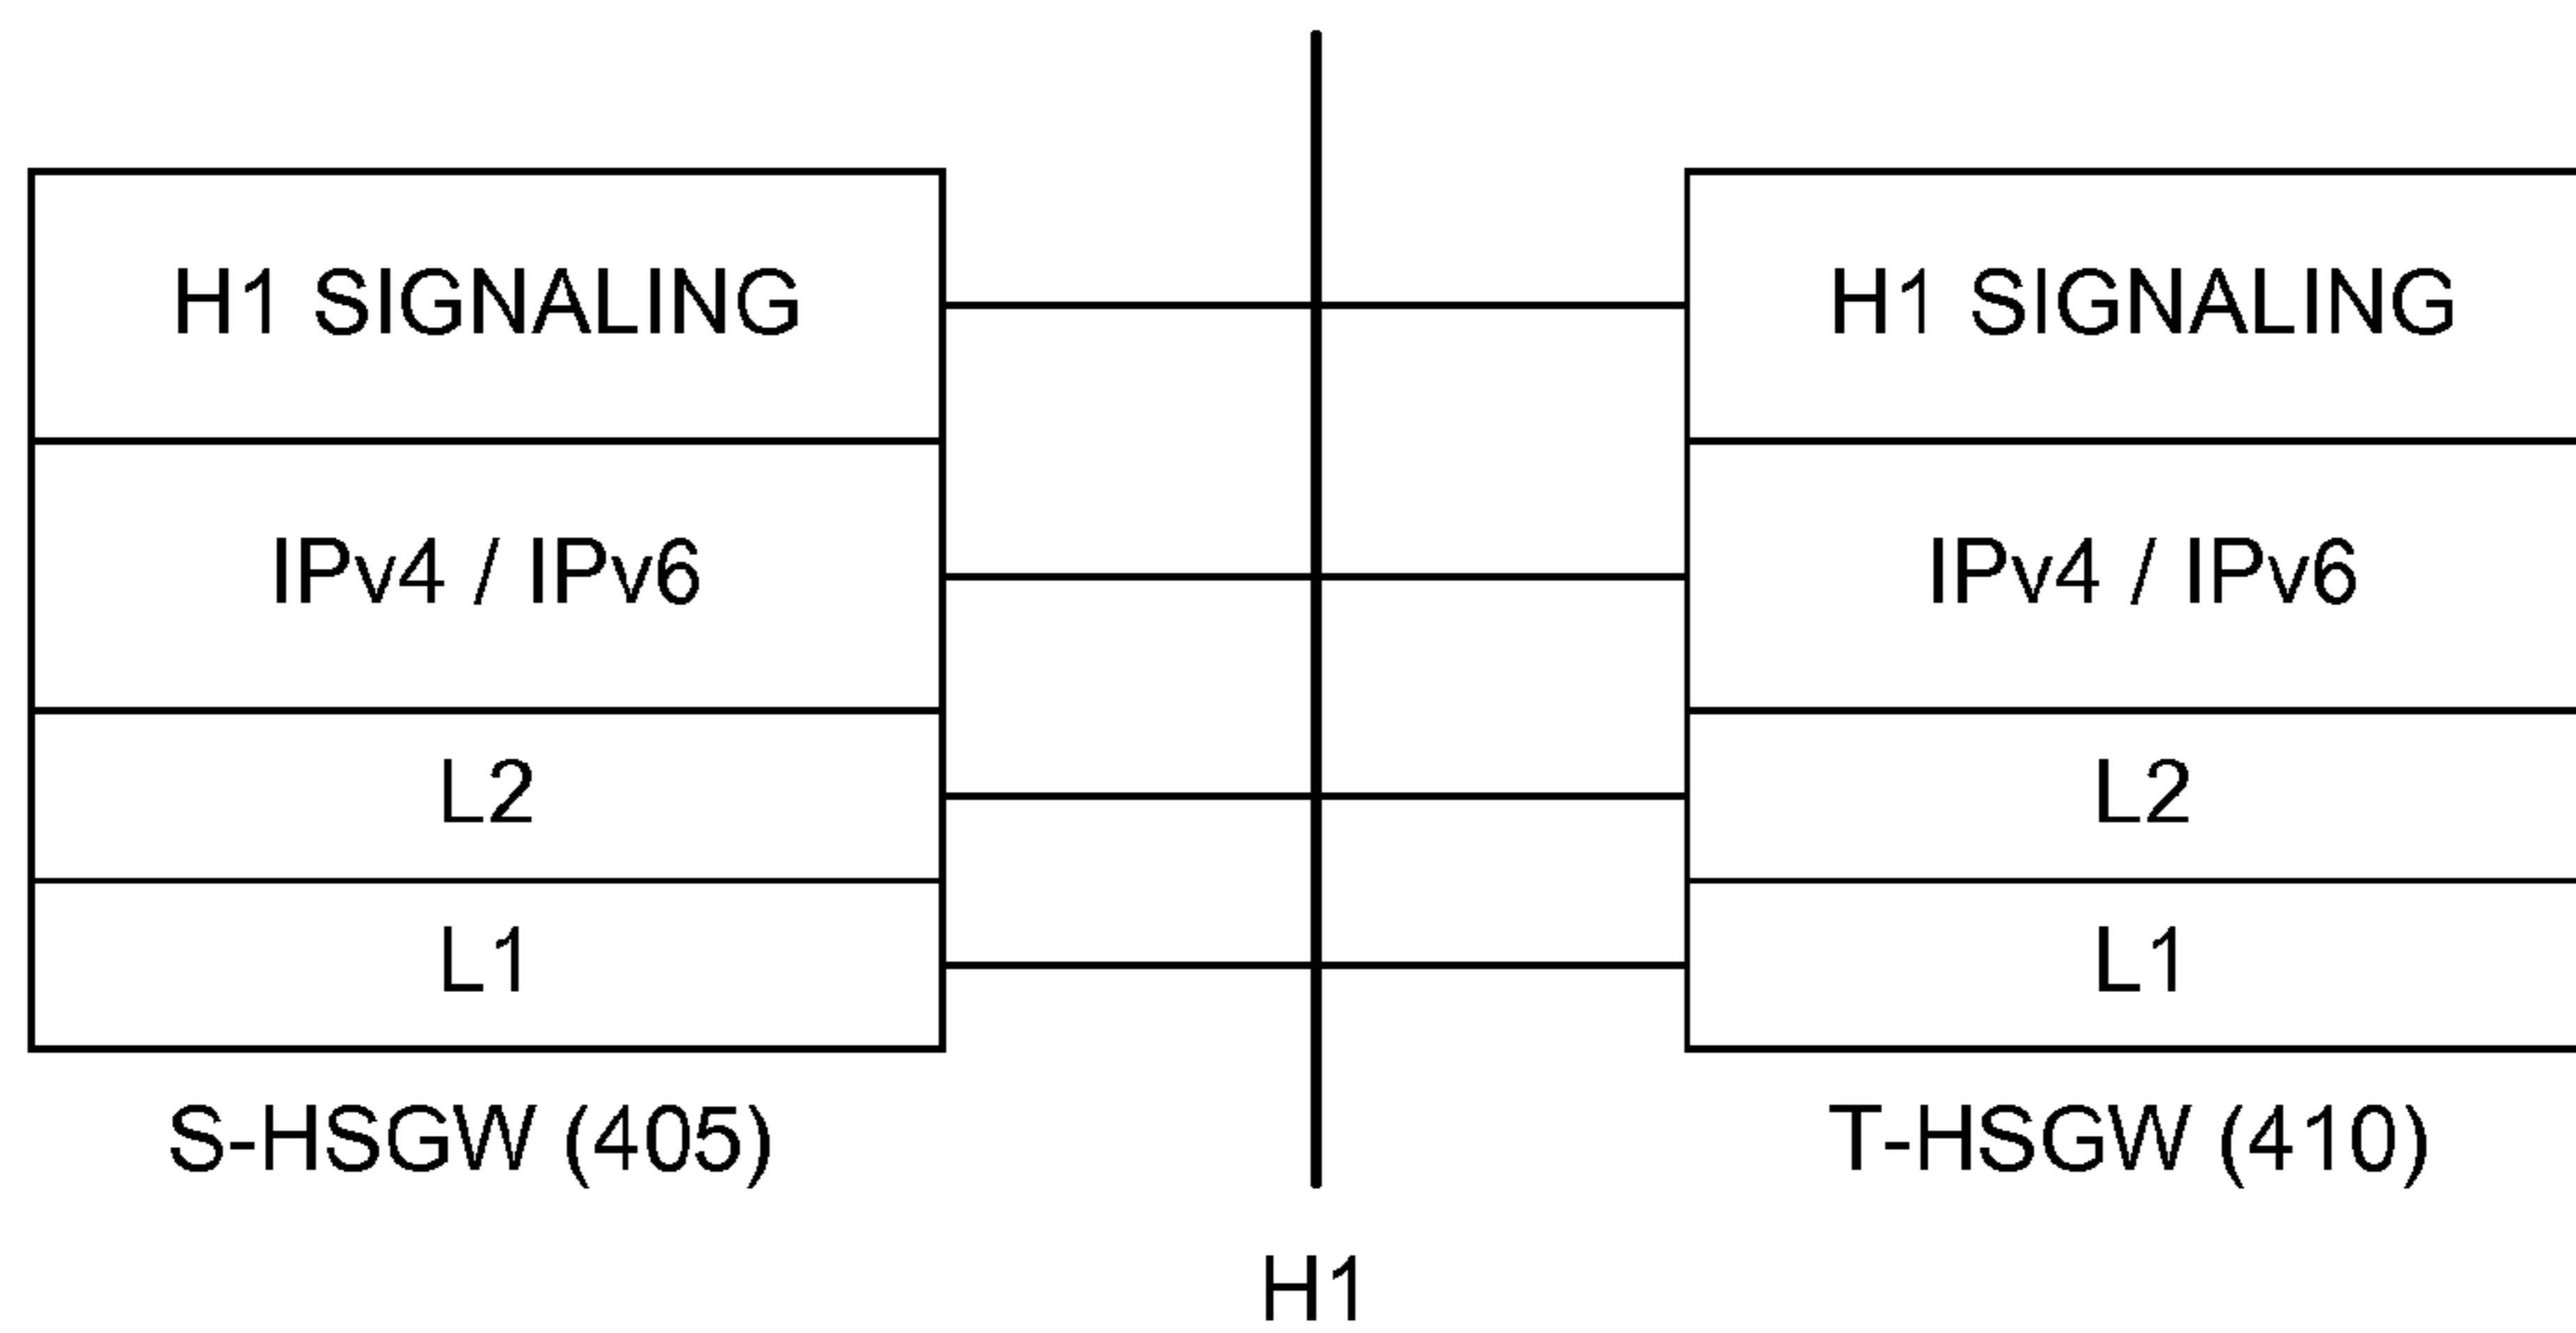 H1 SIGNALING
IPv4 / IPv6
L2
L1
S-HSGW (405)
H1 SIGNALING
IPv4 / IPv6
L2
L1
T-HSGW (410)
H1